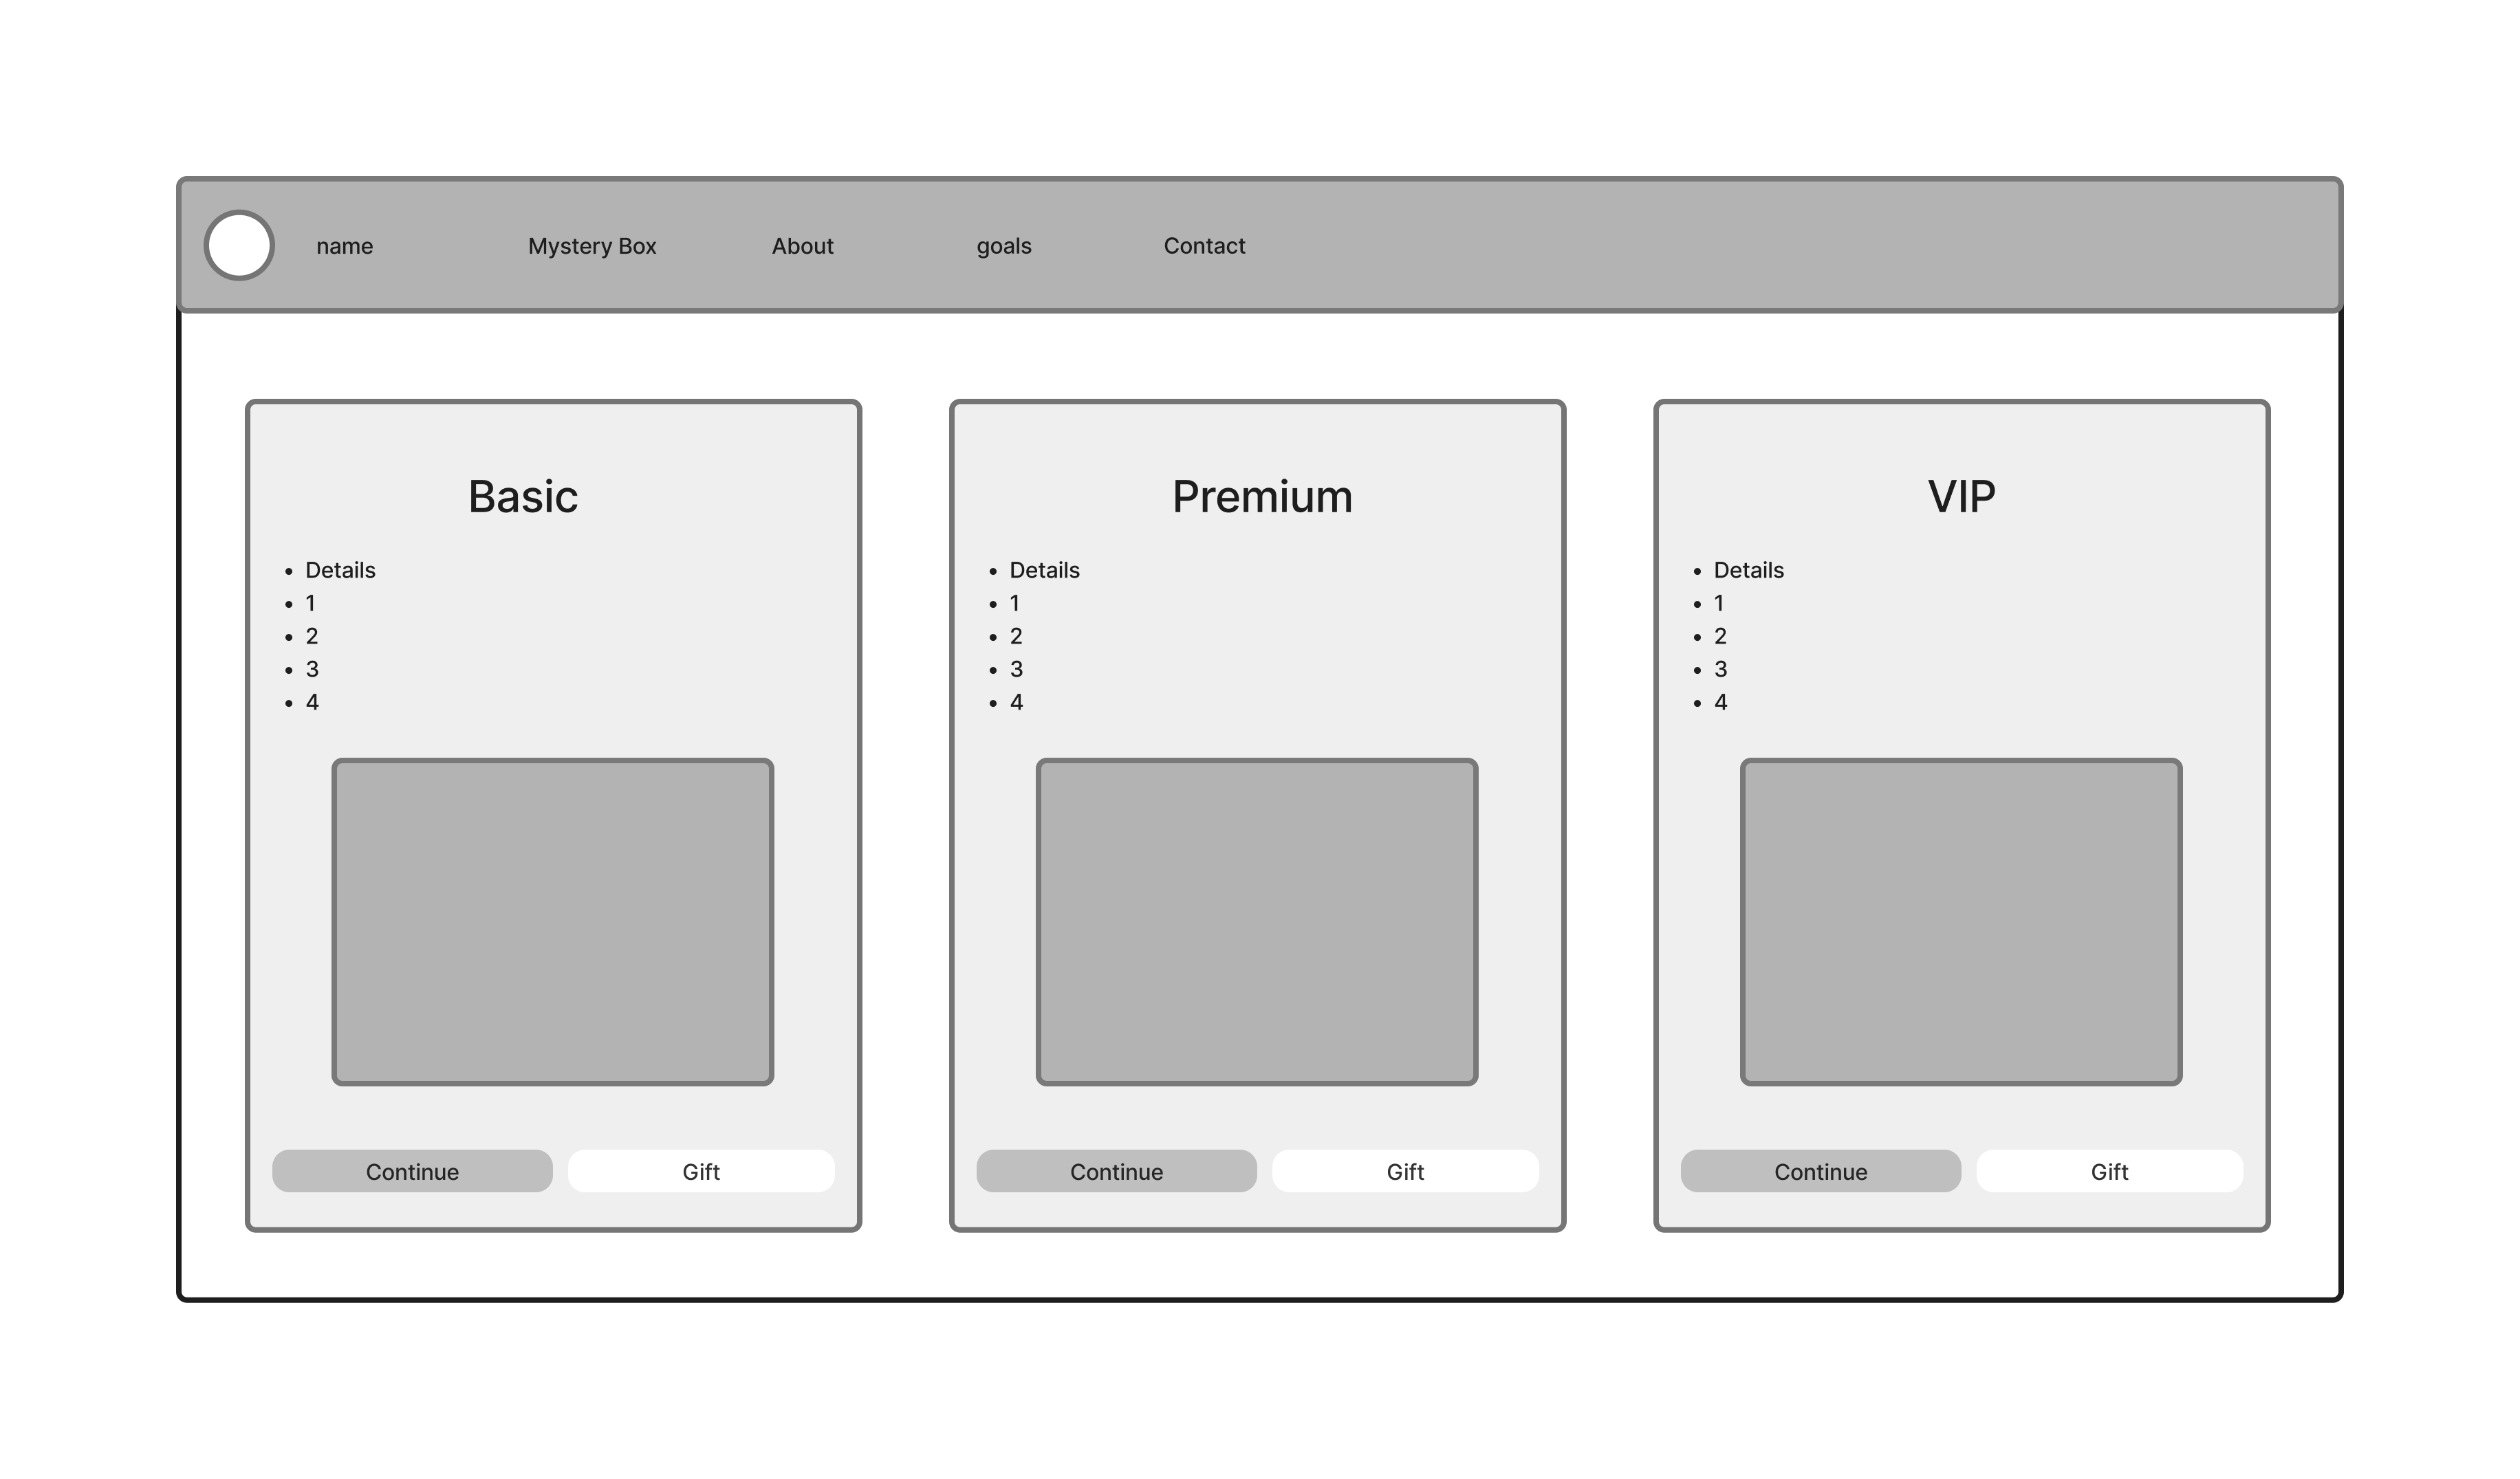 name Mystery Box About goals Contact
Basic
Details
1
2
3
4
Continue Gift
Premium
Details
1
2
3
4
Continue Gift
VIP
Details
1
2
3
4
Continue Gift